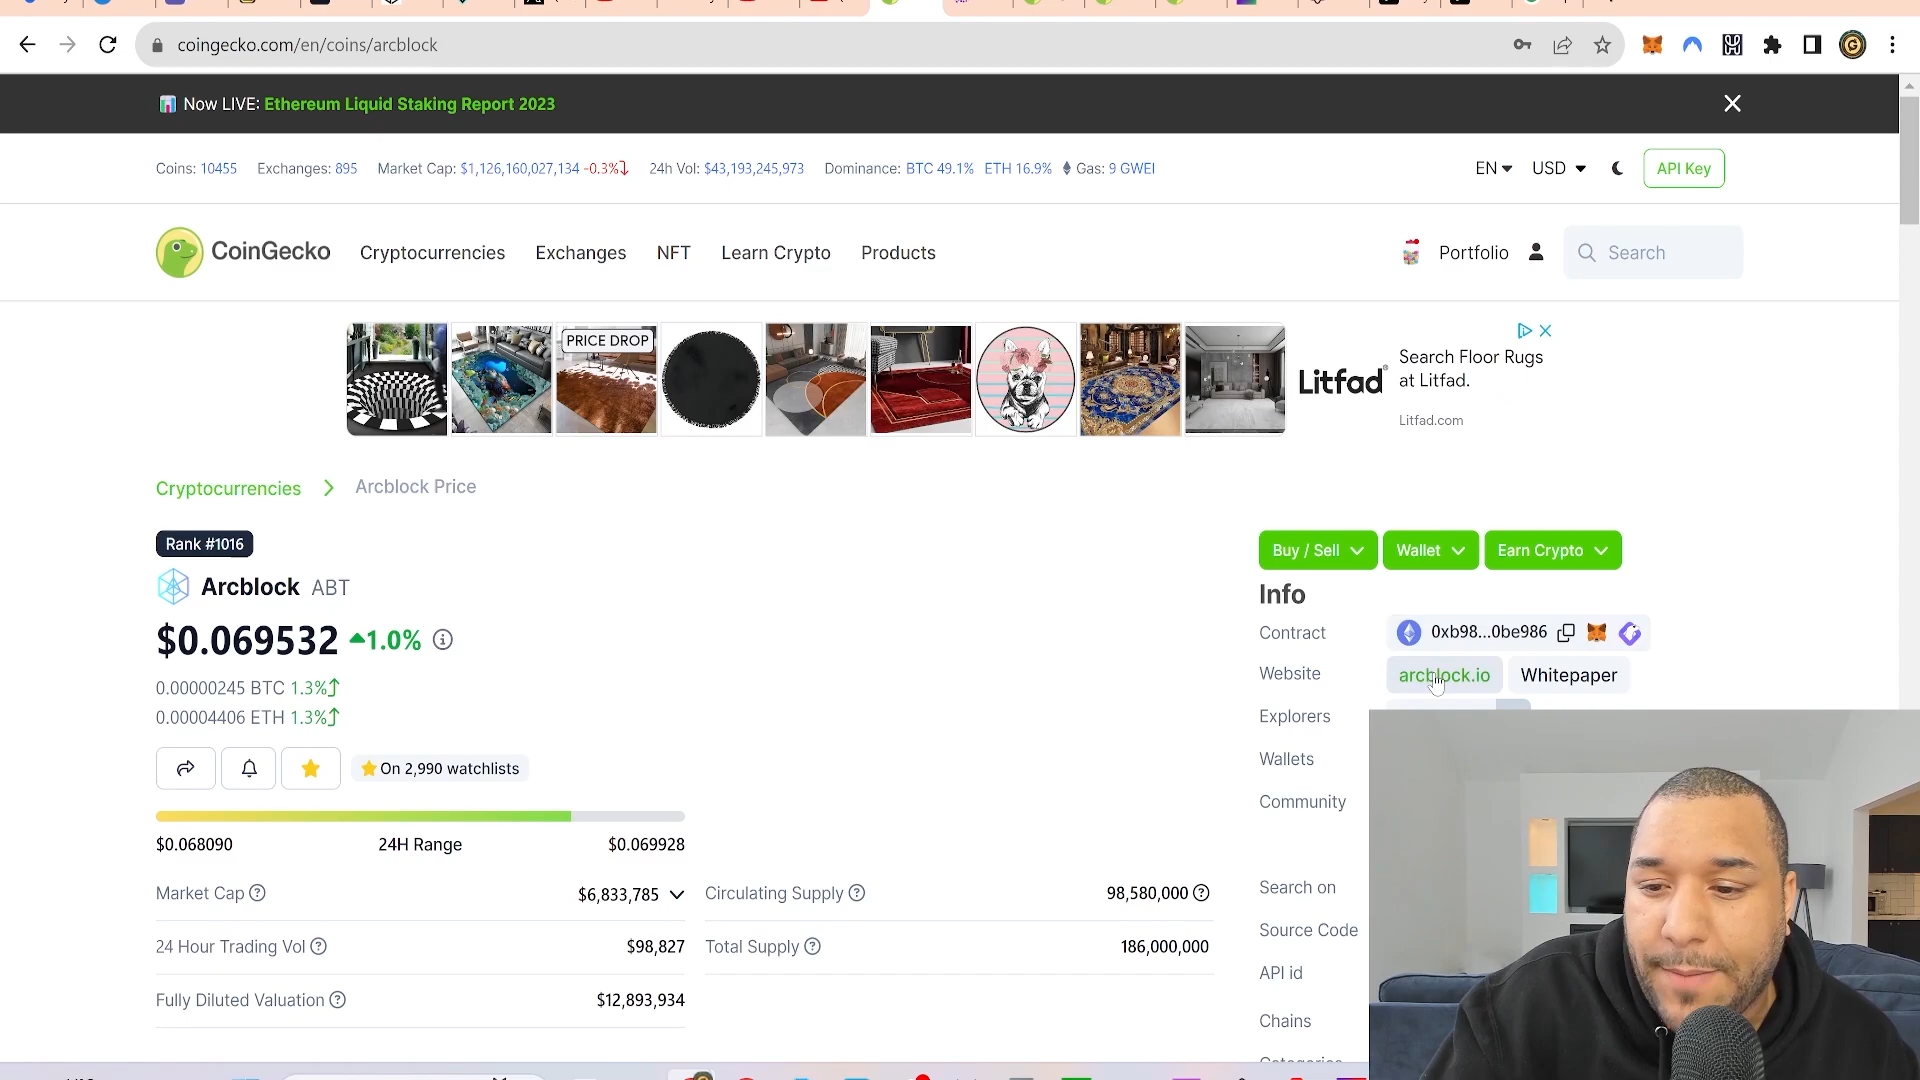 coingecko.com/en/coins/arcblock
Now LIVE: Ethereum Liquid Staking Report 2023
Coins: 10455 Exchanges: 895 Market Cap: $1,126,160,027,134 -0.3% 24h Vol: $43,193,245,973 Dominance: BTC 49.1% ETH 16.9% Gas: 9 GWEI EN USD API Key
CoinGecko Cryptocurrencies Exchanges NFT Learn Crypto Products Portfolio Search
PRICE DROP
Litfad
Search Floor Rugs
at Litfad.
Litfad.com
Cryptocurrencies Arcblock Price
Rank #1016
Arcblock ABT
$0.069532 1.0%
0.00000245 BTC 1.3%
0.00004406 ETH 1.3%
On 2,990 watchlists
$0.068090 24H Range $0.069928
Market Cap $6,833,785 Circulating Supply 98,580,000
24 Hour Trading Vol $98,827 Total Supply 186,000,000
Fully Diluted Valuation $12,893,934
Buy / Sell Wallet Earn Crypto
Info
Contract 0xb98...0be986
Website arcblock.io Whitepaper
Explorers
Wallets
Community
Search on
Source Code
API id
Chains